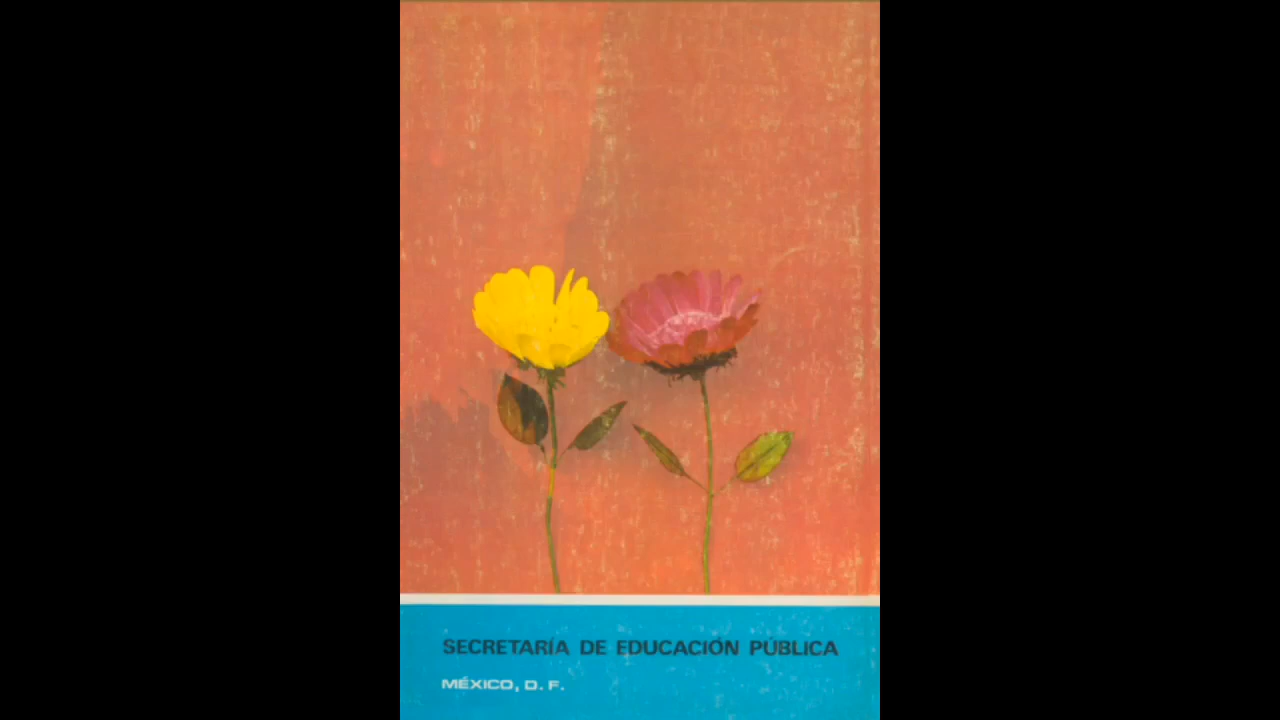 SECRETARÍA DE EDUCACIÓN PÚBLICA
MÉXICO, D. F.